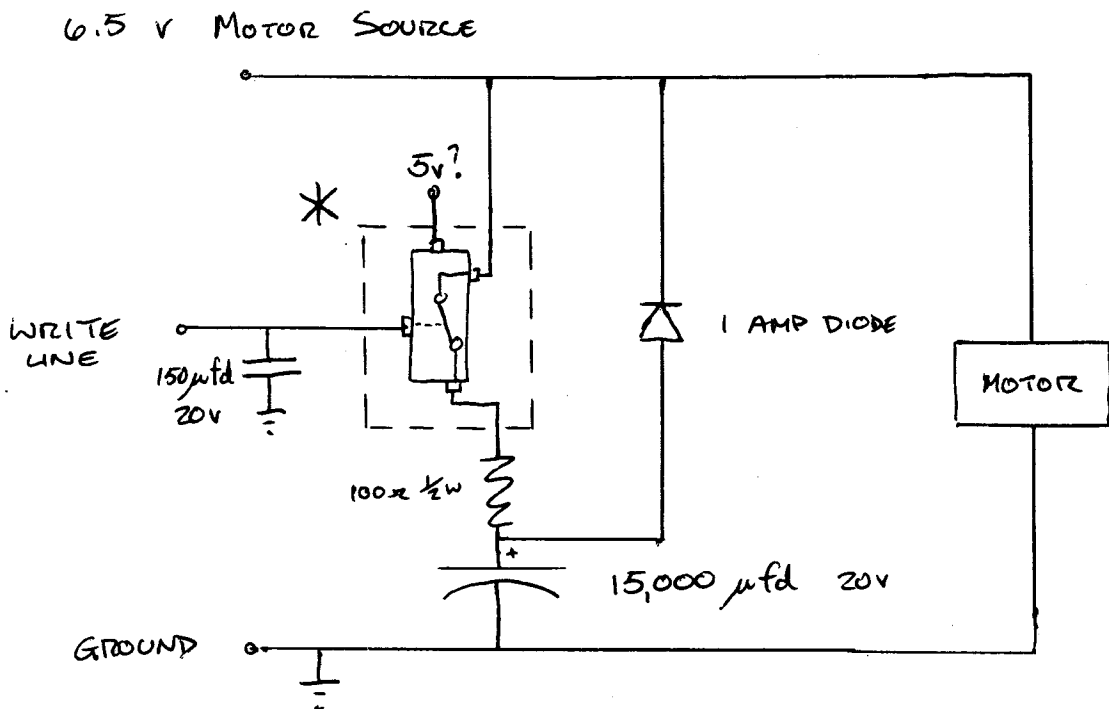 6.5 V MOTOR SOURCE
5v?
*
WRITE
LINE
150 µfd
20v
1 AMP DIODE
MOTOR
100Ω ½w
+
15,000 µfd 20v
GROUND